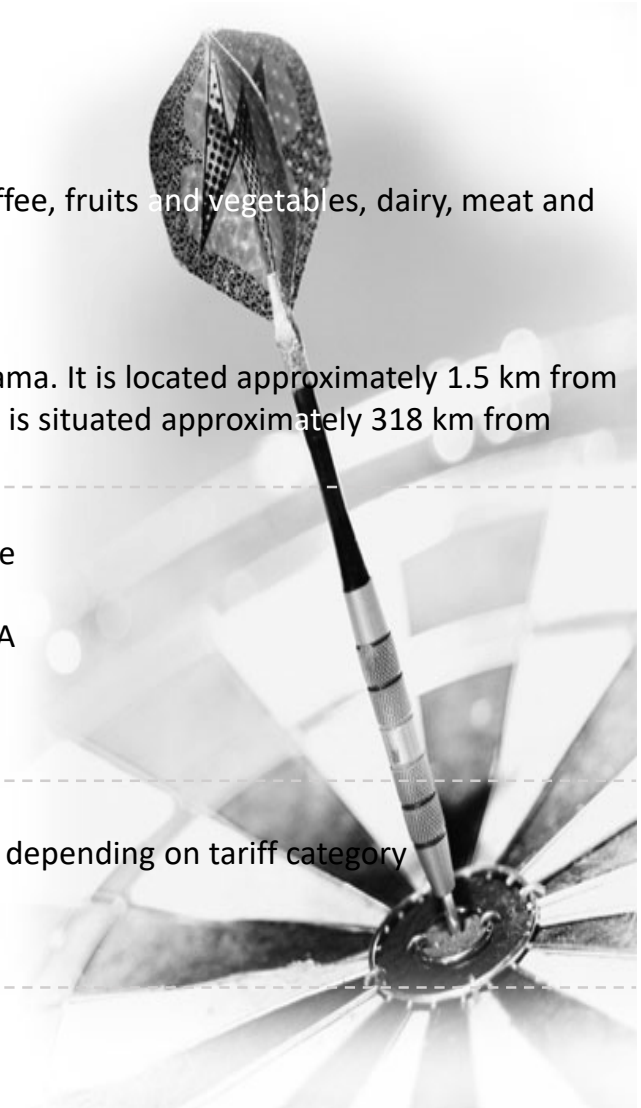 ffee, fruits and vegetables, dairy, meat and
ama. It is located approximately 1.5 km from
is situated approximately 318 km from
e
A
depending on tariff category